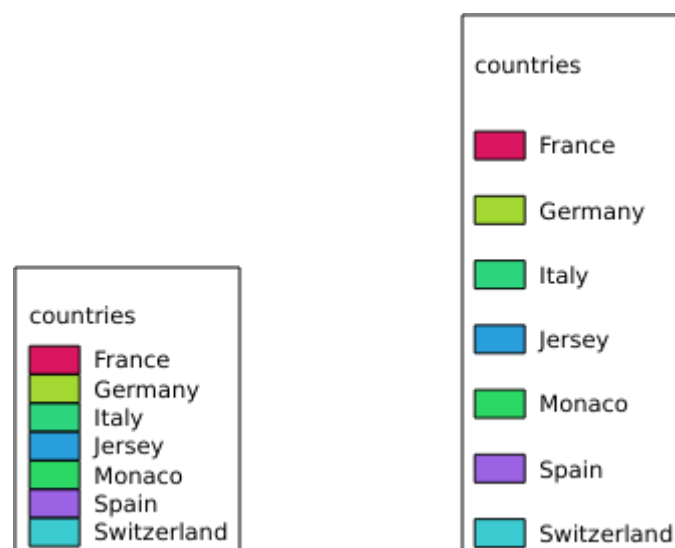 countries
France
Germany
Italy
Jersey
Monaco
Spain
Switzerland
countries
France
Germany
Italy
Jersey
Monaco
Spain
Switzerland